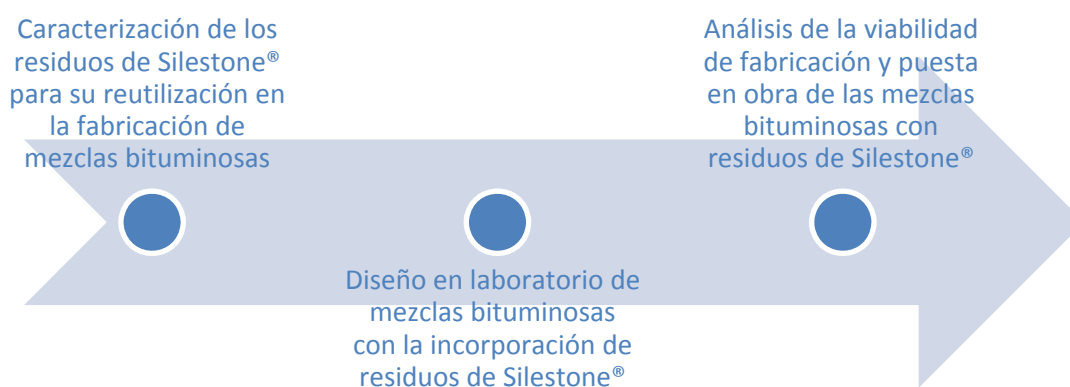 Caracterización de los
residuos de Silestone®
para su reutilización en
la fabricación de
mezclas bituminosas
Diseño en laboratorio de
mezclas bituminosas
con la incorporación de
residuos de Silestone®
Análisis de la viabilidad
de fabricación y puesta
en obra de las mezclas
bituminosas con
residuos de Silestone®